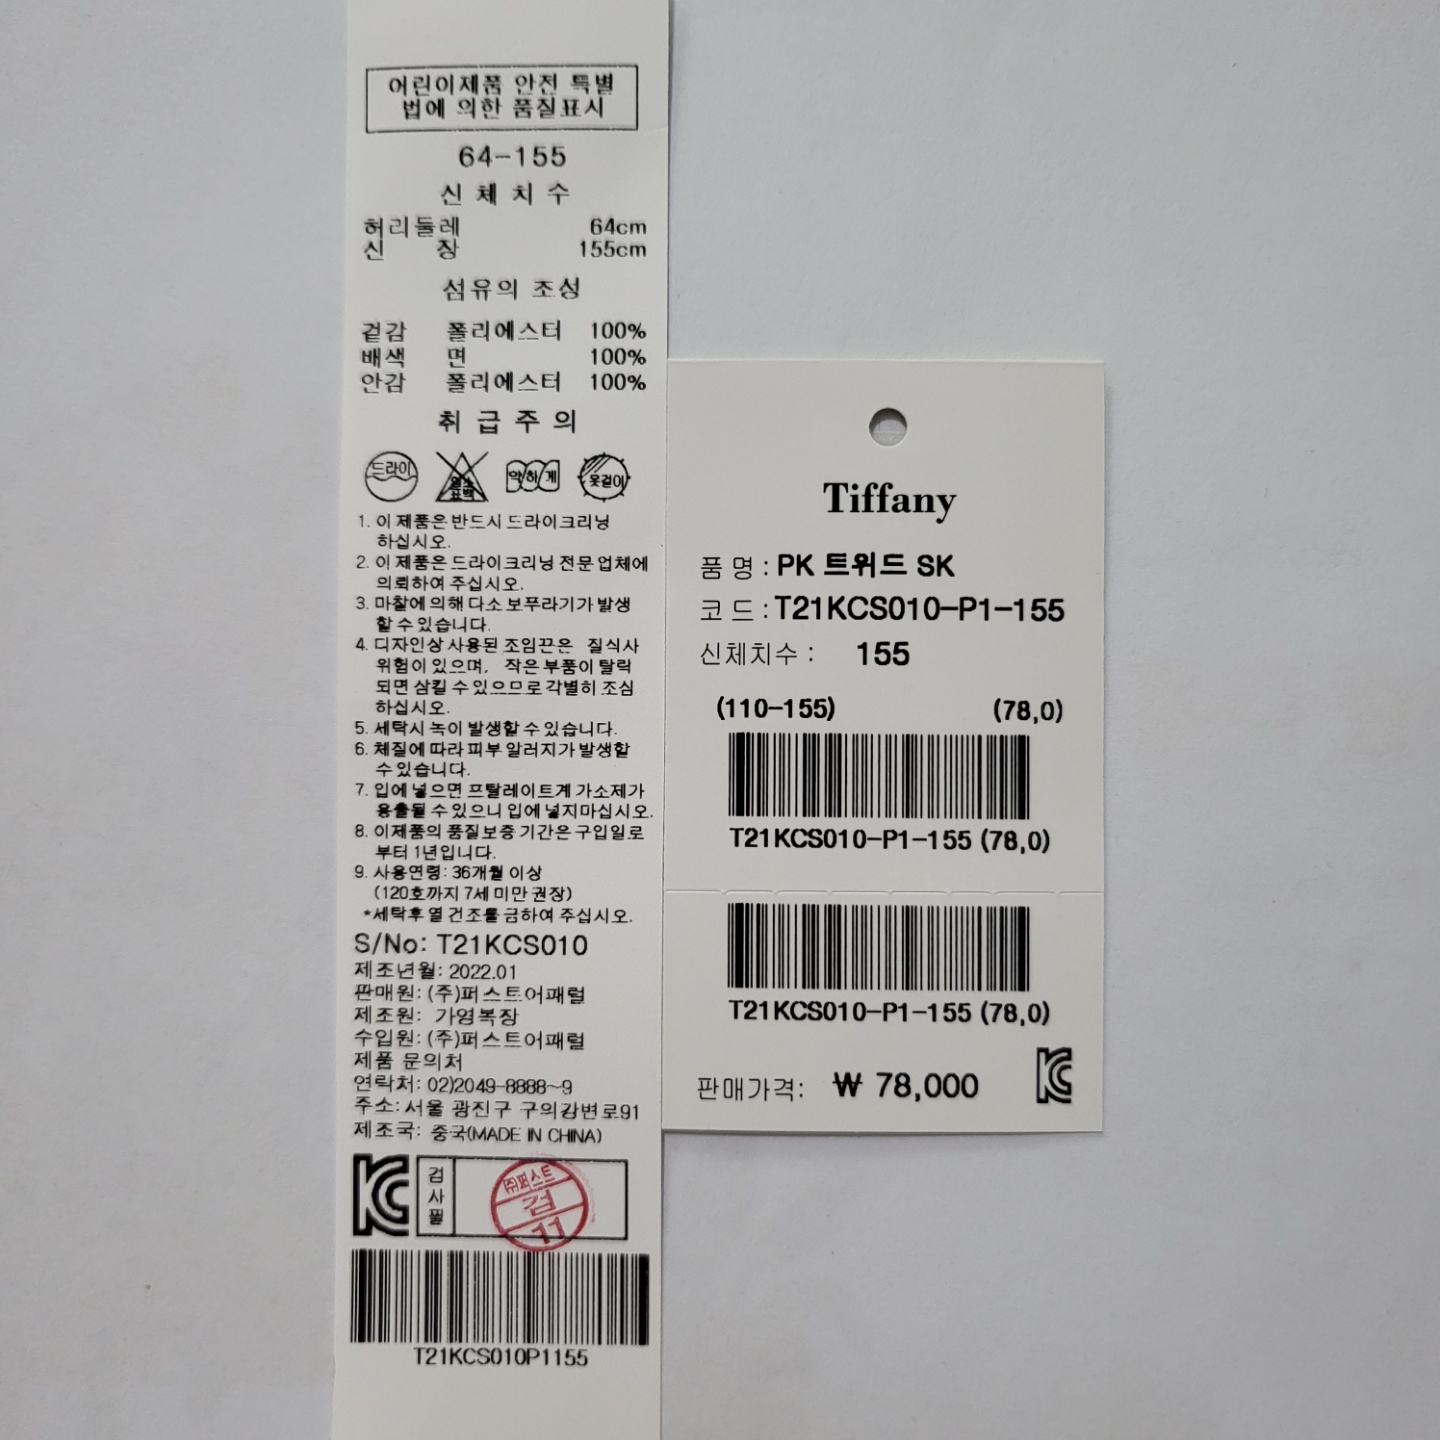 어린이제품 안전 특별
법에 의한 품질표시
64-155
신 체 치 수
허리둘레 64cm
신 장 155cm
섬유의 조성
겉감 폴리에스터 100%
배색 면 100%
안감 폴리에스터 100%
취 급 주 의
드라이 염소표백 약하게 옷걸이
1. 이 제품은 반드시 드라이크리닝
하십시오.
2. 이 제품은 드라이크리닝 전문 업체에
의뢰하여 주십시오.
3. 마찰에 의해 다소 보푸라기가 발생
할 수 있습니다.
4. 디자인상 사용된 조임끈은 질식사
위험이 있으며, 작은 부품이 탈락
되면 삼킬 수 있으므로 각별히 조심
하십시오.
5. 세탁시 녹이 발생할 수 있습니다.
6. 체질에 따라 피부 알러지가 발생할
수 있습니다.
7. 입에 넣으면 프탈레이트계 가소제가
용출될 수 있으니 입에 넣지마십시오.
8. 이제품의 품질보증 기간은 구입일로
부터 1년입니다.
9. 사용연령: 36개월 이상
(120호까지 7세 미만 권장)
*세탁후 열 건조를 금하여 주십시오.
S/No: T21KCS010
제조년월: 2022.01
판매원: (주)퍼스트어패럴
제조원: 가영복장
수입원: (주)퍼스트어패럴
제품 문의처
연락처: 02)2049-8888~9
주소: 서울 광진구 구의강변로91
제조국: 중국(MADE IN CHINA)
KC 검사필
㈜퍼스트
검
11
T21KCS010P1155
Tiffany
품 명 : PK 트위드 SK
코 드 : T21KCS010-P1-155
신체치수 : 155
(110-155) (78,0)
T21KCS010-P1-155 (78,0)
T21KCS010-P1-155 (78,0)
판매가격: ₩ 78,000 KC